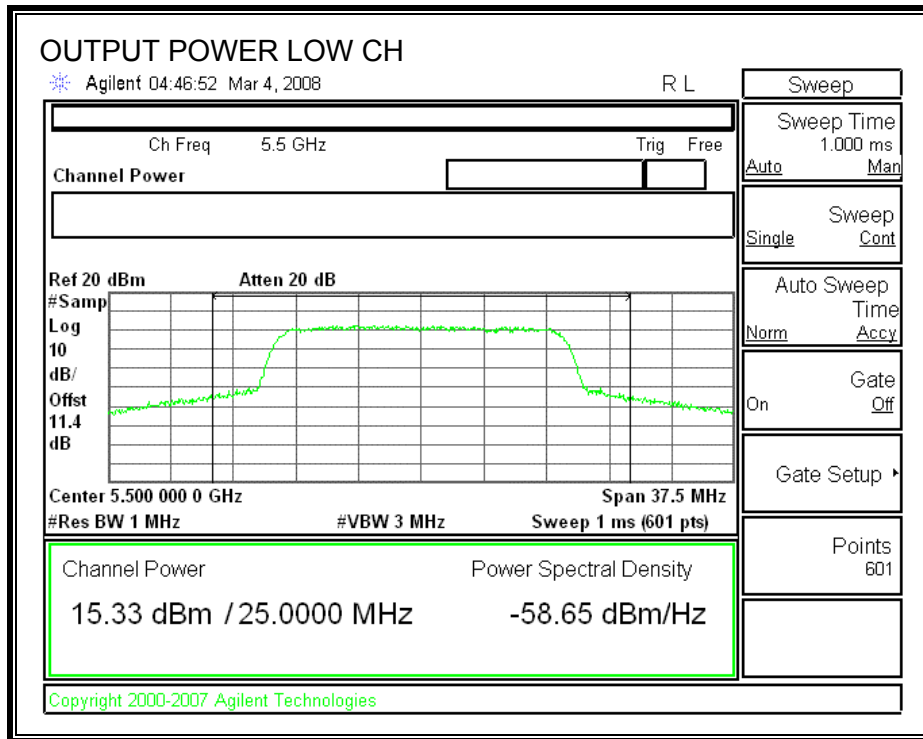 OUTPUT POWER LOW CH
Agilent 04:46:52 Mar 4, 2008 R L
Ch Freq 5.5 GHz Trig Free
Channel Power
Ref 20 dBm Atten 20 dB
#Samp
Log
10
dB/
Offst
11.4
dB
Center 5.500 000 0 GHz Span 37.5 MHz
#Res BW 1 MHz #VBW 3 MHz Sweep 1 ms (601 pts)
Channel Power Power Spectral Density
15.33 dBm / 25.0000 MHz -58.65 dBm/Hz
Copyright 2000-2007 Agilent Technologies
Sweep
Sweep Time
1.000 ms
Auto Man
Sweep
Single Cont
Auto Sweep
Time
Norm Accy
Gate
On Off
Gate Setup
Points
601